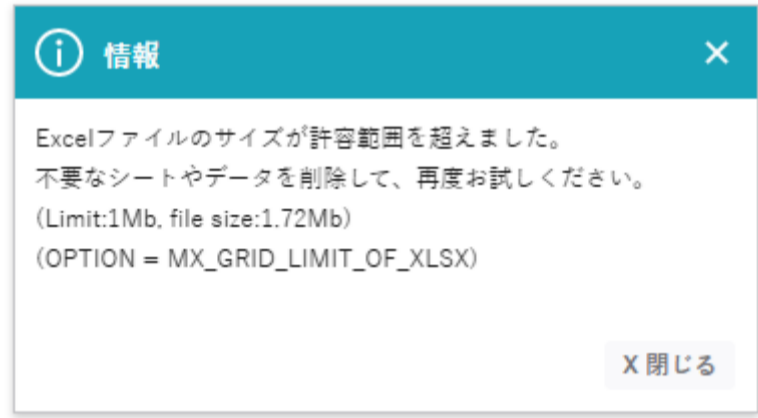 情報
Excelファイルのサイズが許容範囲を超えました。
不要なシートやデータを削除して、再度お試しください。
(Limit:1Mb, file size:1.72Mb)
(OPTION = MX_GRID_LIMIT_OF_XLSX)
X 閉じる